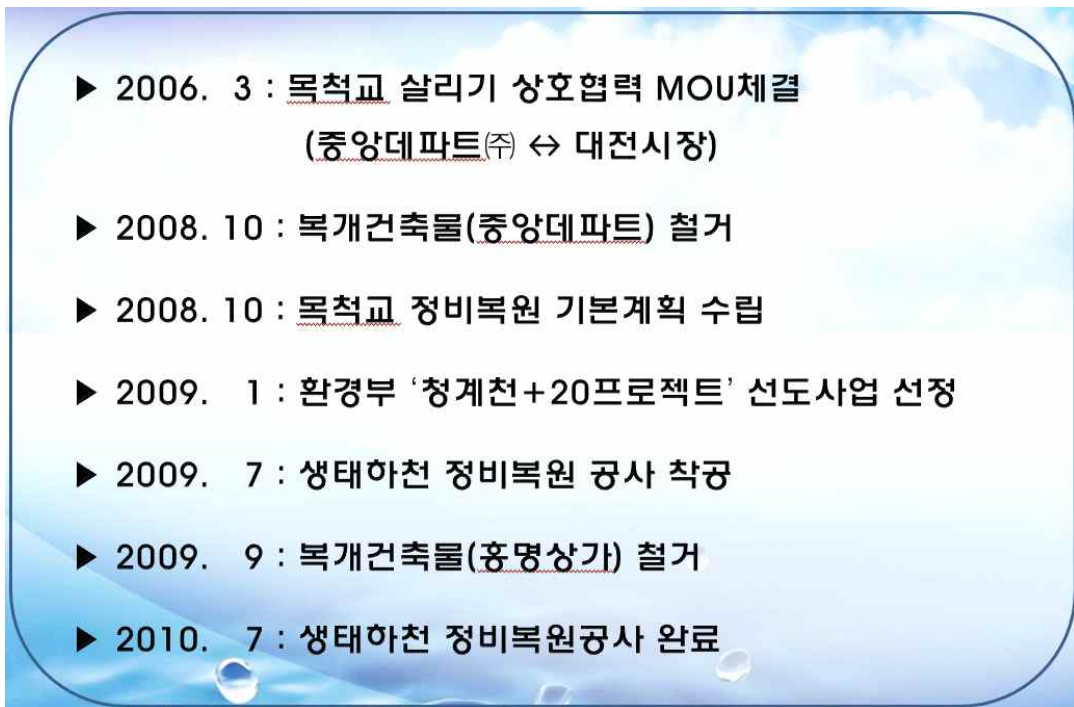 ▶ 2006. 3 : 목척교 살리기 상호협력 MOU체결
(중앙데파트㈜ ↔ 대전시장)
▶ 2008. 10 : 복개건축물(중앙데파트) 철거
▶ 2008. 10 : 목척교 정비복원 기본계획 수립
▶ 2009. 1 : 환경부 ‘청계천+20프로젝트’ 선도사업 선정
▶ 2009. 7 : 생태하천 정비복원 공사 착공
▶ 2009. 9 : 복개건축물(홍명상가) 철거
▶ 2010. 7 : 생태하천 정비복원공사 완료